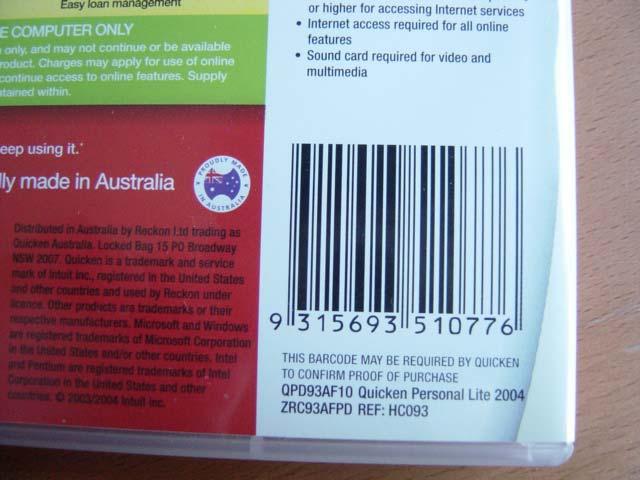 Easy loan management
E COMPUTER ONLY
only, and may not continue or be available
product. Charges may apply for use of online
continue access to online features. Supply
tained within.
eep using it.*
lly made in Australia
PROUDLY MADE
IN AUSTRALIA
Distributed in Australia by Reckon Ltd trading as
Quicken Australia. Locked Bag 15 PO Broadway
NSW 2007. Quicken is a trademark and service
mark of Intuit Inc., registered in the United States
and other countries and used by Reckon under
licence. Other products are trademarks or their
respective manufacturers. Microsoft and Windows
are registered trademarks of Microsoft Corporation
in the United States and/or other countries. Intel
and Pentium are registered trademarks of Intel
Corporation in the United States and other
countries. © 2003/2004 Intuit Inc.
or higher for accessing Internet services
• Internet access required for all online
features
• Sound card required for video and
multimedia
9 315693 510776
THIS BARCODE MAY BE REQUIRED BY QUICKEN
TO CONFIRM PROOF OF PURCHASE
QPD93AF10 Quicken Personal Lite 2004
ZRC93AFPD REF: HC093